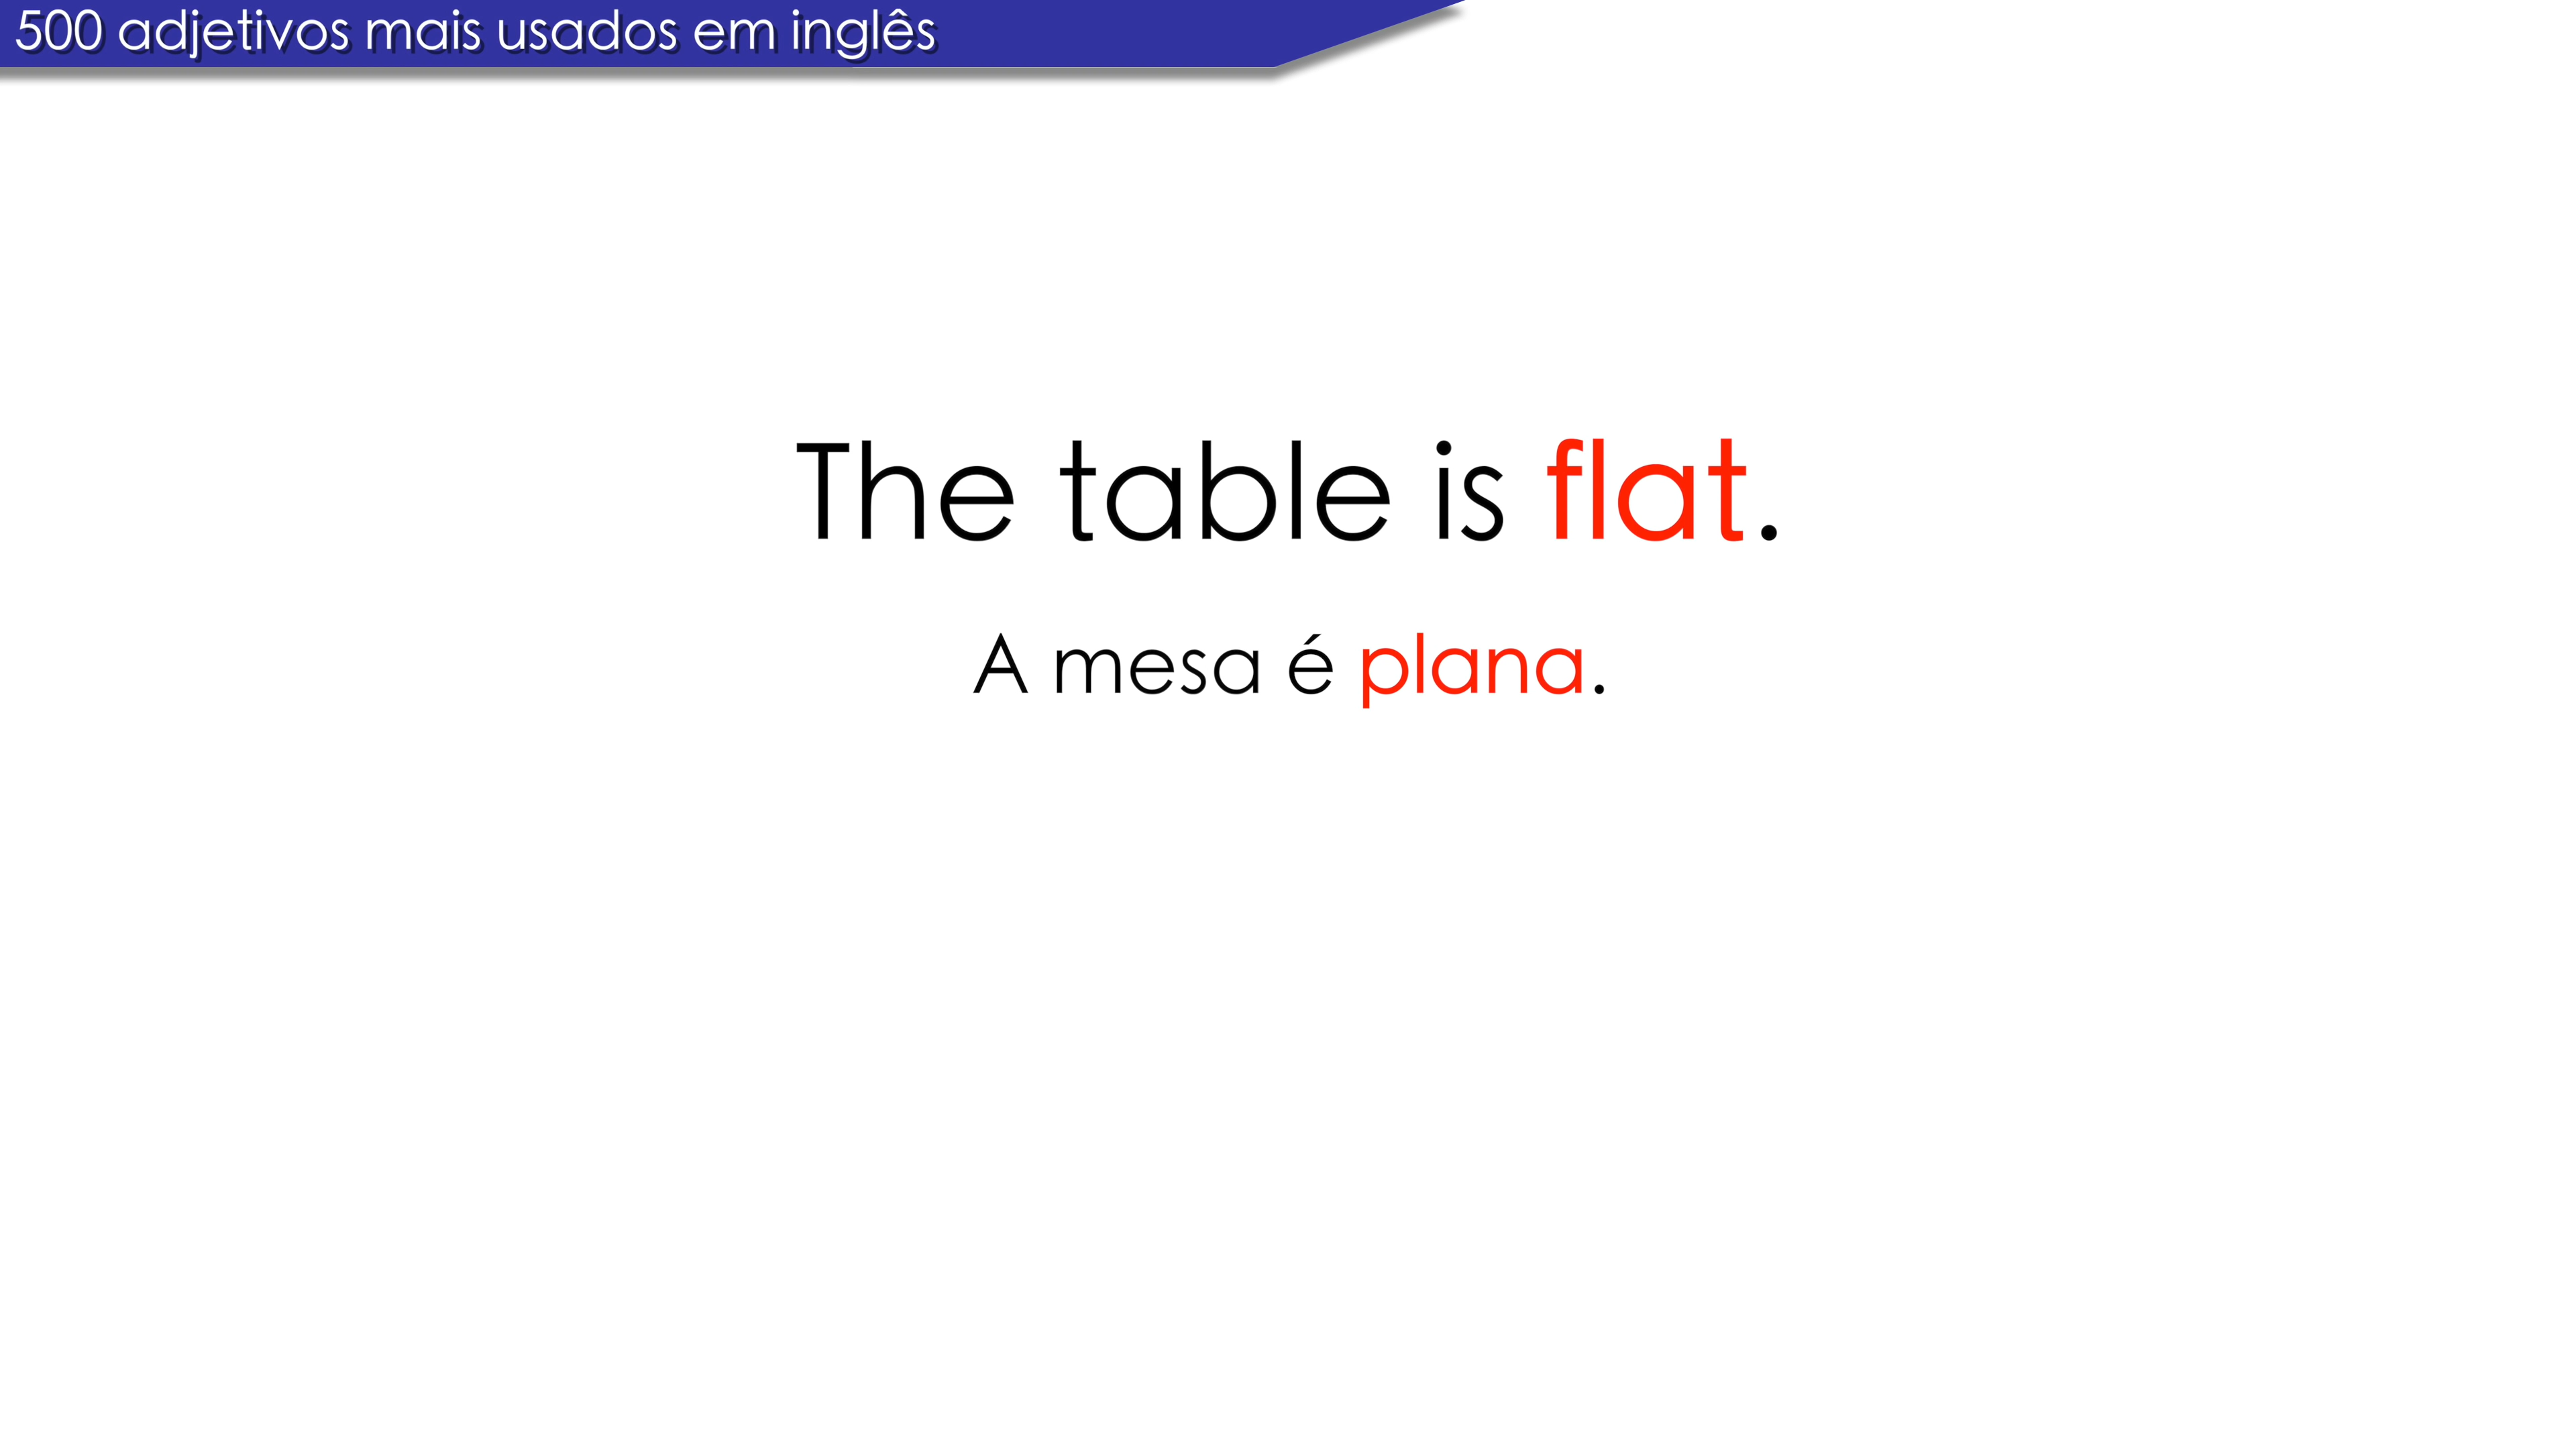 500 adjetivos mais usados em inglês
The table is flat.
A mesa é plana.